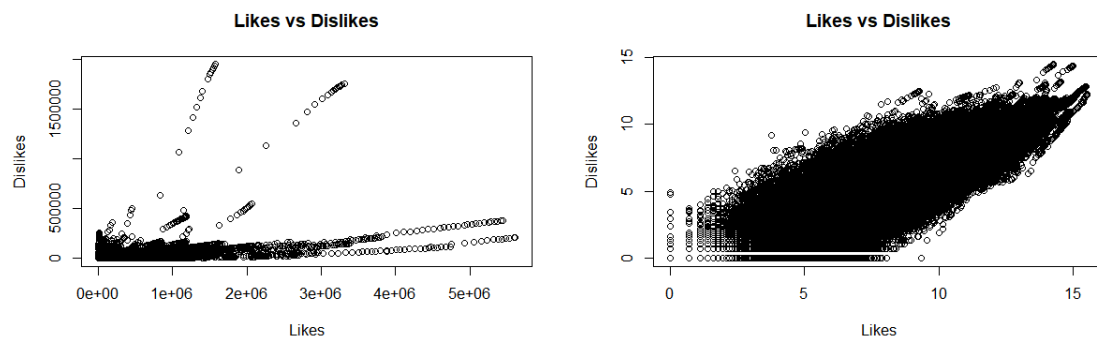 Likes vs Dislikes
Dislikes
0
500000
1500000
0e+00 1e+06 2e+06 3e+06 4e+06 5e+06
Likes
Likes vs Dislikes
Dislikes
0
5
10
15
0 5 10 15
Likes